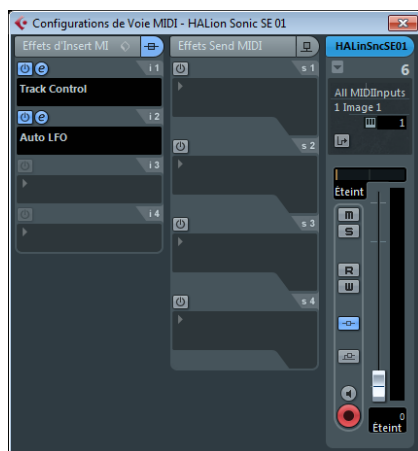 Configurations de Voie MIDI - HALion Sonic SE 01
Effets d'Insert MI
Effets Send MIDI
HALinSncSE01
e i 1
Track Control
e i 2
Auto LFO
i 3
i 4
s 1
s 2
s 3
s 4
6
All MIDIInputs
1 Image 1
1
Éteint
m
S
R
W
0
Éteint